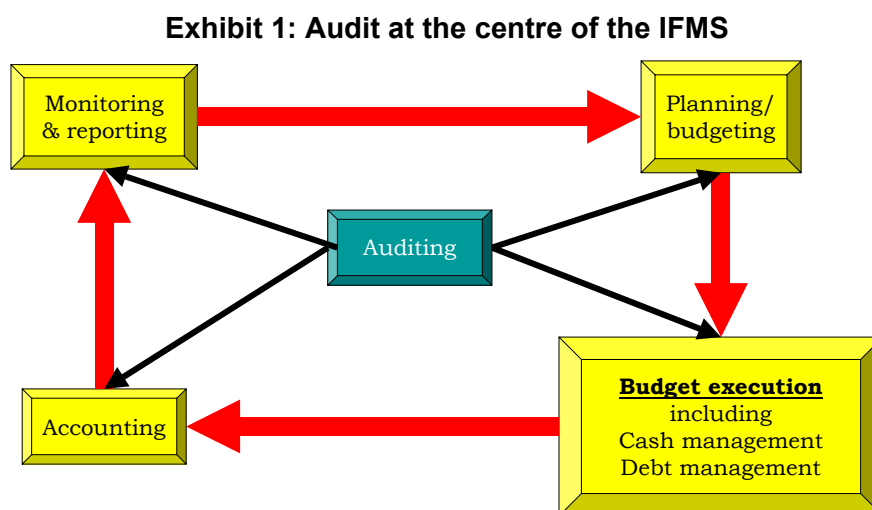 Exhibit 1: Audit at the centre of the IFMS
Monitoring
& reporting
Planning/
budgeting
Auditing
Accounting
Budget execution
including
Cash management
Debt management